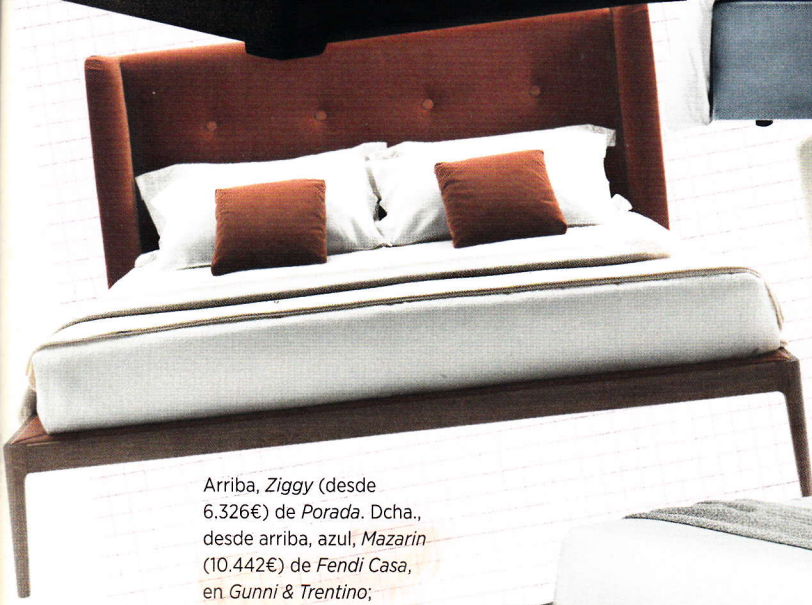 Arriba, Ziggy (desde
6.326€) de Porada. Dcha.,
desde arriba, azul, Mazarin
(10.442€) de Fendi Casa,
en Gunni & Trentino;